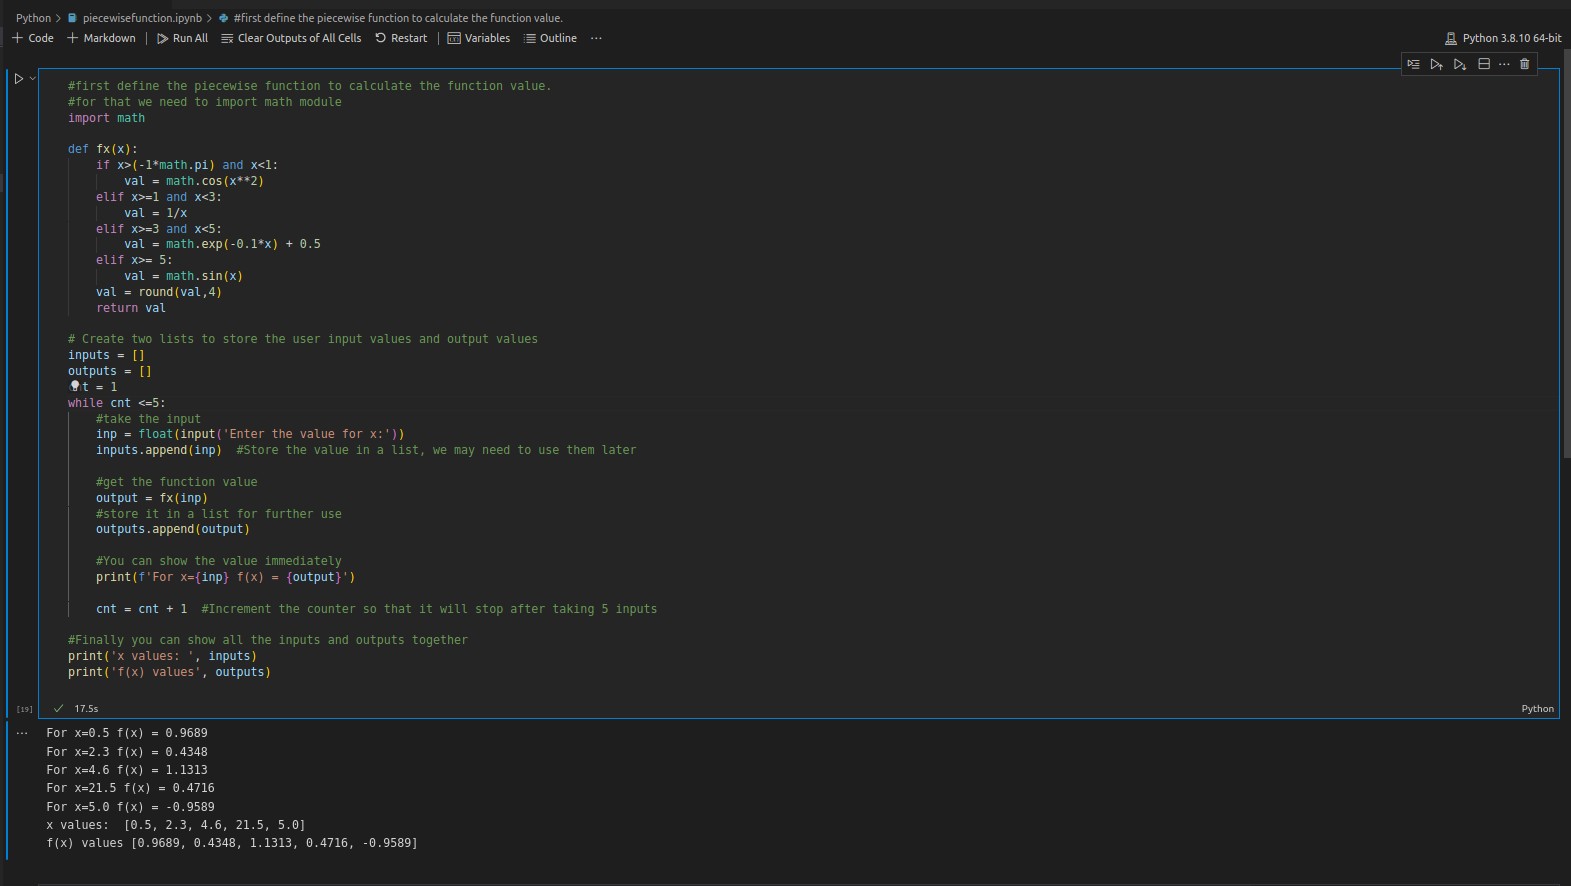 Python > piecewisefunction.ipynb > #first define the piecewise function to calculate the function value.
+ Code + Markdown | Run All Clear Outputs of All Cells Restart | Variables Outline ... Python 3.8.10 64-bit
#first define the piecewise function to calculate the function value.
#for that we need to import math module
import math
def fx(x):
    if x>(-1*math.pi) and x<1:
        val = math.cos(x**2)
    elif x>=1 and x<3:
        val = 1/x
    elif x>=3 and x<5:
        val = math.exp(-0.1*x) + 0.5
    elif x>= 5:
        val = math.sin(x)
    val = round(val,4)
    return val
# Create two lists to store the user input values and output values
inputs = []
outputs = []
t = 1
while cnt <=5:
    #take the input
    inp = float(input('Enter the value for x:'))
    inputs.append(inp)  #Store the value in a list, we may need to use them later
    #get the function value
    output = fx(inp)
    #store it in a list for further use
    outputs.append(output)
    #You can show the value immediately
    print(f'For x={inp} f(x) = {output}')
    cnt = cnt + 1  #Increment the counter so that it will stop after taking 5 inputs
#Finally you can show all the inputs and outputs together
print('x values: ', inputs)
print('f(x) values', outputs)
[19] 17.5s Python
For x=0.5 f(x) = 0.9689
For x=2.3 f(x) = 0.4348
For x=4.6 f(x) = 1.1313
For x=21.5 f(x) = 0.4716
For x=5.0 f(x) = -0.9589
x values:  [0.5, 2.3, 4.6, 21.5, 5.0]
f(x) values [0.9689, 0.4348, 1.1313, 0.4716, -0.9589]